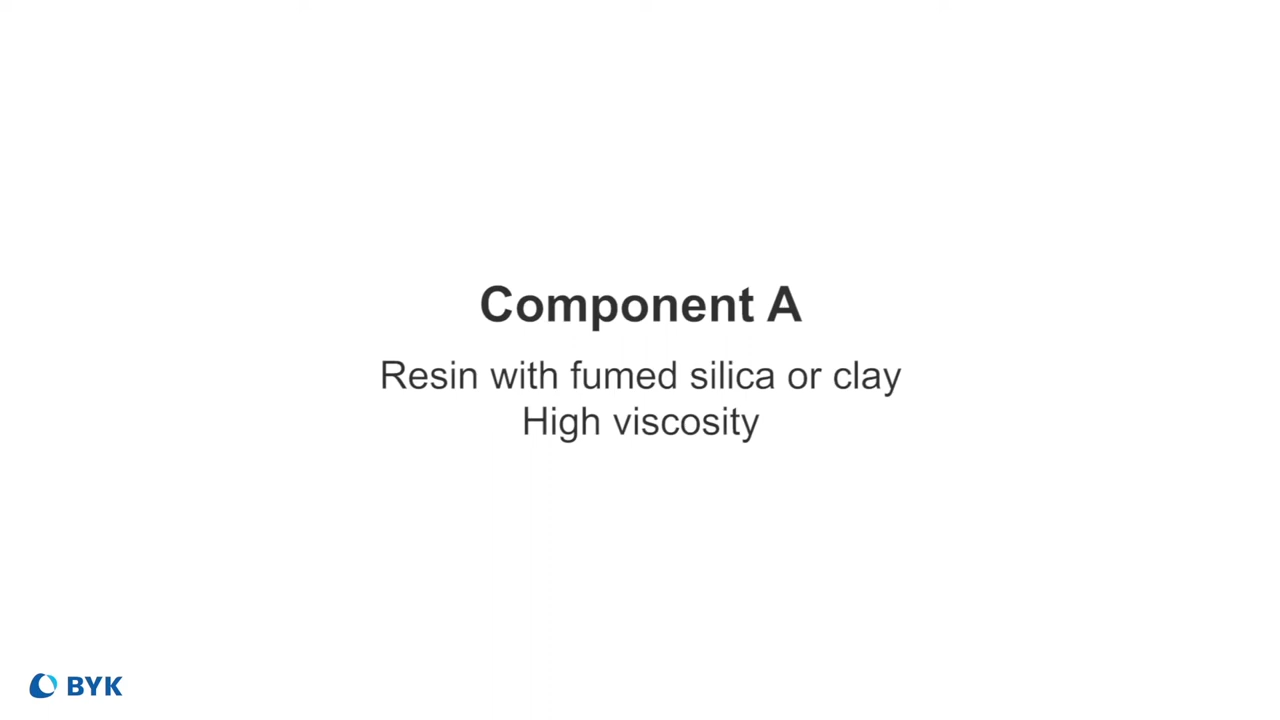 Component A
Resin with fumed silica or clay
High viscosity
BYK